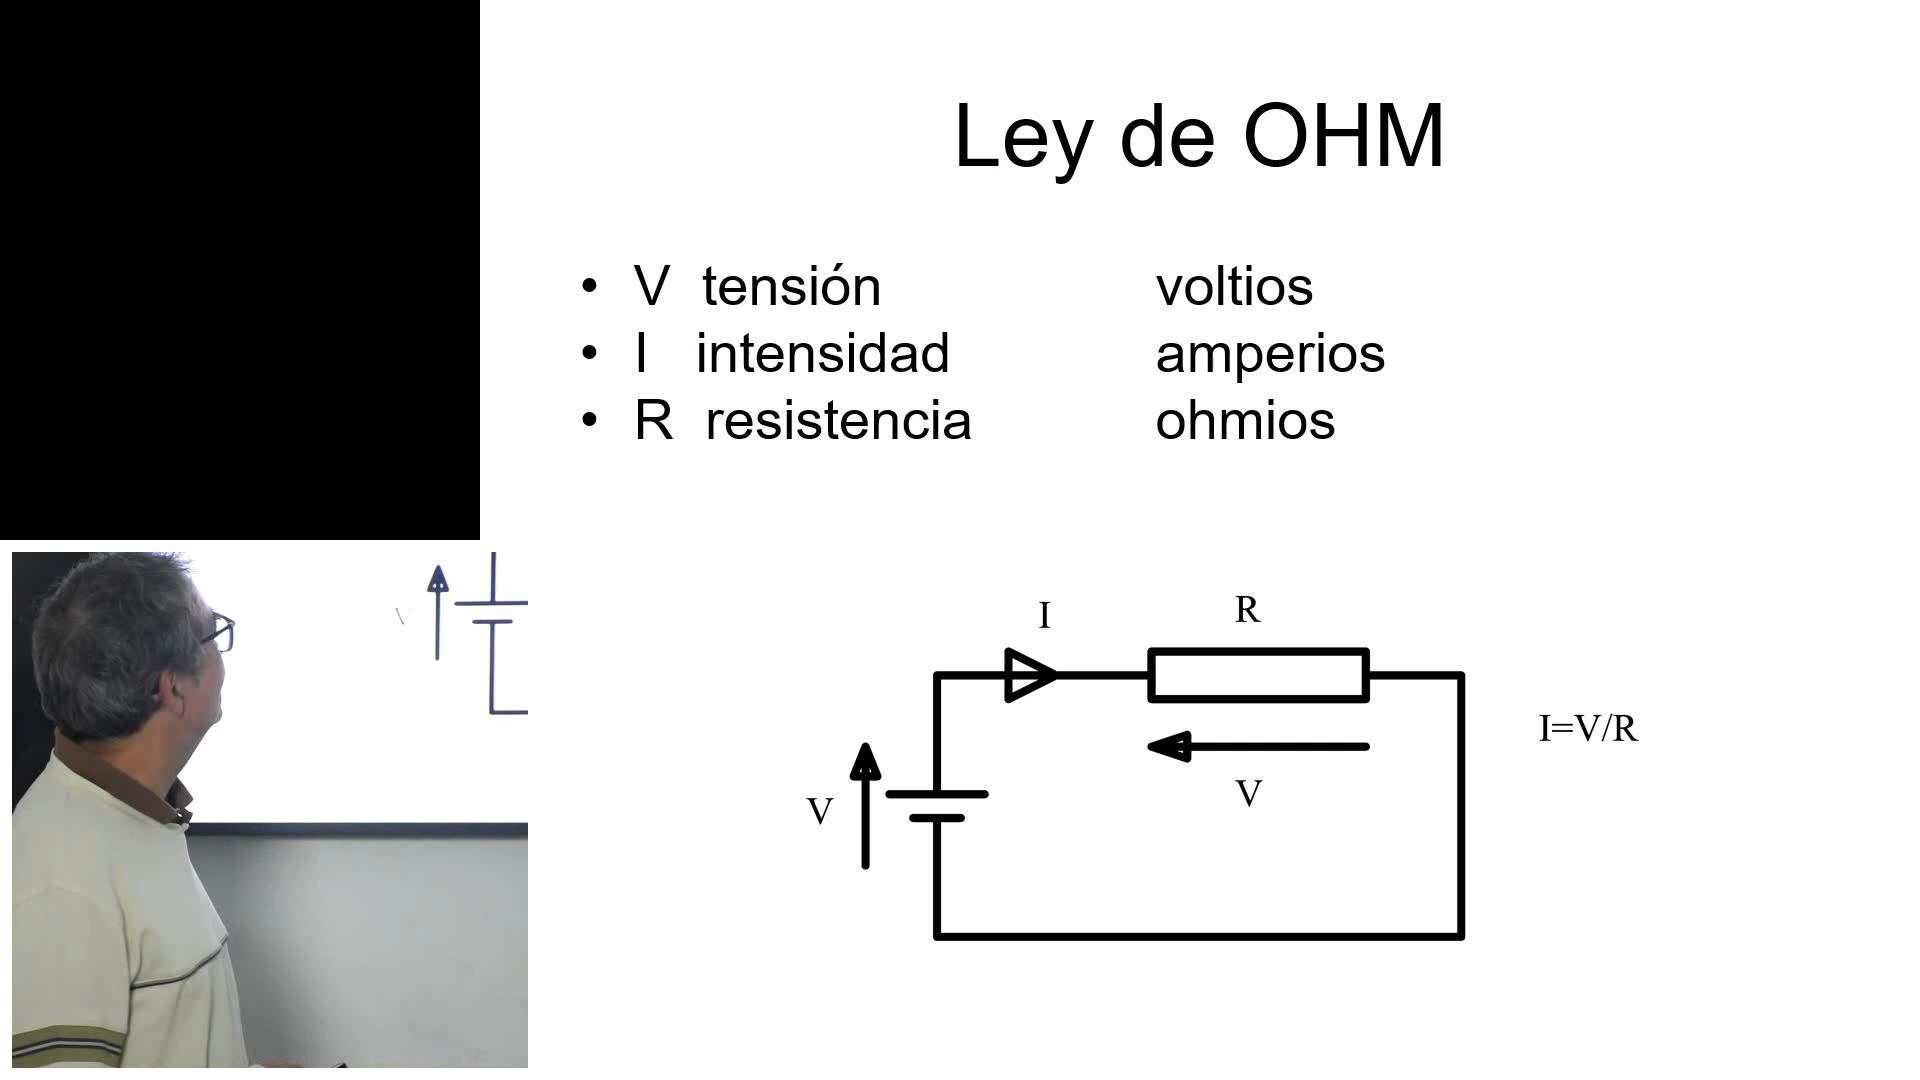 Ley de OHM
• V tensión voltios
• I intensidad amperios
• R resistencia ohmios
I
R
I=V/R
V
V
V